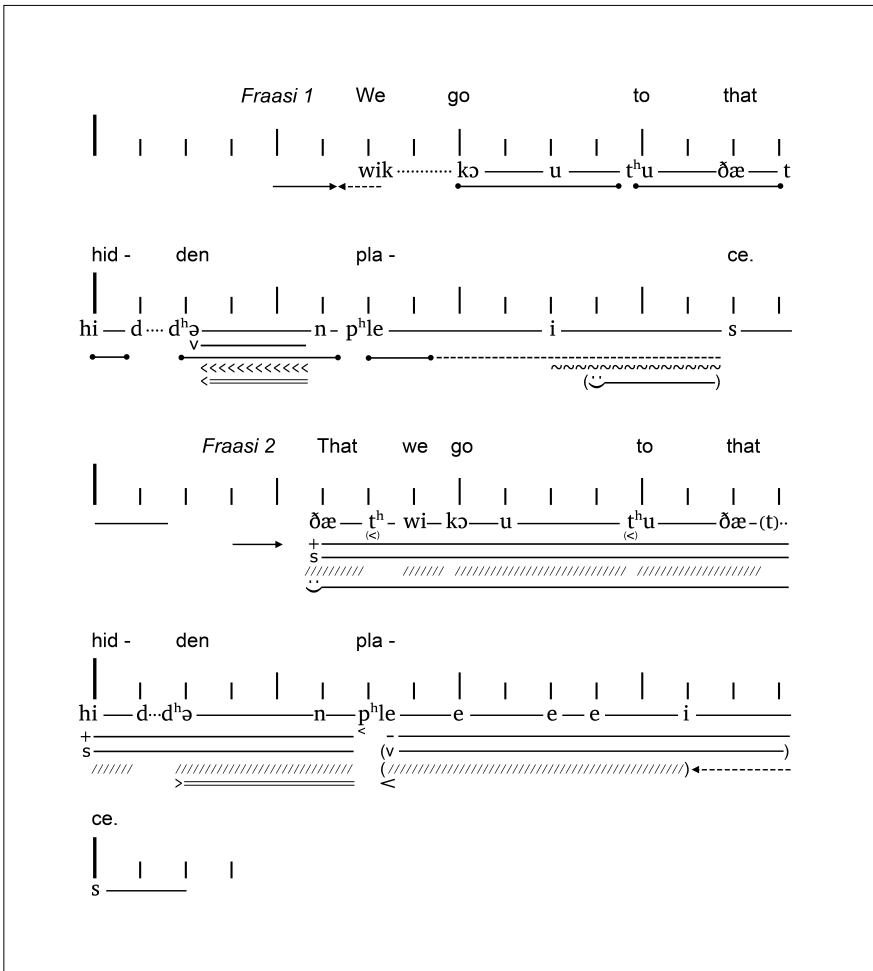 Fraasi 1 We go to that
wik ············ kɔ — u — tʰu — ðæ — t
hid - den pla - ce.
hi — d ···· dʰə — n – pʰle — i — s —
v
<<<<<<<<<<<<
~~~~~~~~~~~~~~~~
< ( )
Fraasi 2 That we go to that
ðæ — tʰ – wi — kɔ — u — tʰu — ðæ – (t) ··
(<) (<)
+
s
////////// /////// ///////////////////////////// /////////////////////
hid - den pla -
hi — d ··· dʰə — n — pʰle — e — e — e — i —
+ < –
s (v )
/////// ////////////////////////////// (//////////////////////////////////////////////////)
> <
ce.
s —